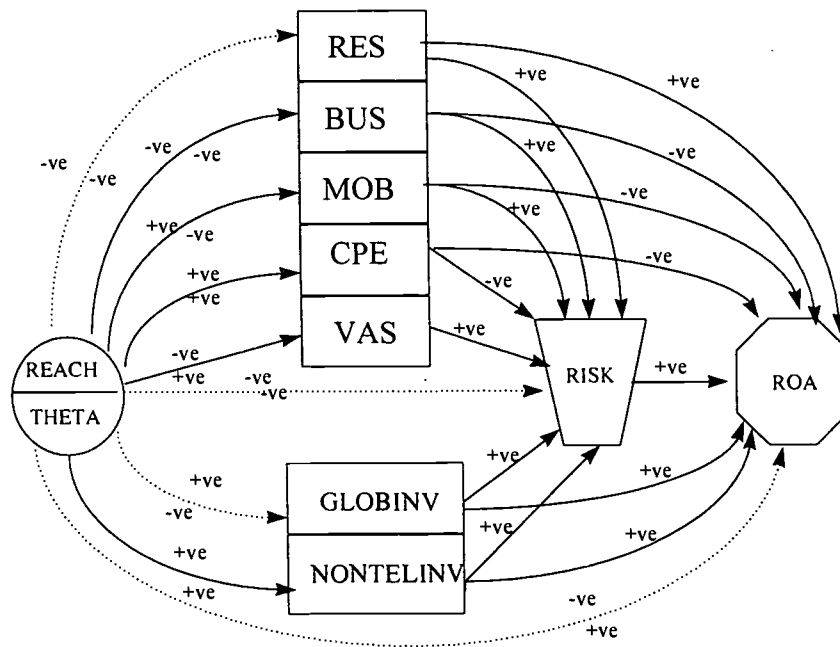 RES
+ve
+ve
BUS
-ve
-ve
-ve
-ve
+ve
-ve
MOB
+ve
-ve
+ve
-ve
CPE
+ve
+ve
-ve
-ve
VAS
-ve
+ve
+ve
REACH
THETA
-ve
-ve
RISK
+ve
ROA
GLOBINV
+ve
-ve
+ve
+ve
NONTELINV
+ve
+ve
+ve
+ve
-ve
+ve